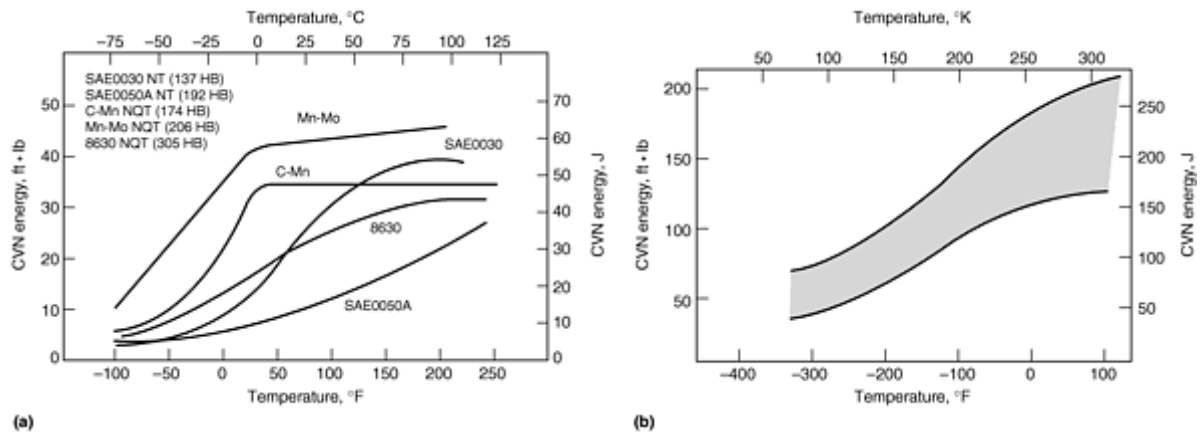 Temperature, °C
−75 −50 −25 0 25 50 75 100 125
SAE0030 NT (137 HB)
SAE0050A NT (192 HB)
C-Mn NQT (174 HB)
Mn-Mo NQT (206 HB)
8630 NQT (305 HB)
Mn-Mo
SAE0030
C-Mn
8630
SAE0050A
CVN energy, ft • Lb
50
40
30
20
10
0
CVN energy, J
70
60
50
40
30
20
10
0
−100 −50 0 50 100 150 200 250
Temperature, °F
(a)
Temperature, °K
50 100 150 200 250 300
CVN energy, ft • Lb
200
150
100
50
CVN energy, J
250
200
150
100
50
−400 −300 −200 −100 0 100
Temperature, °F
(b)